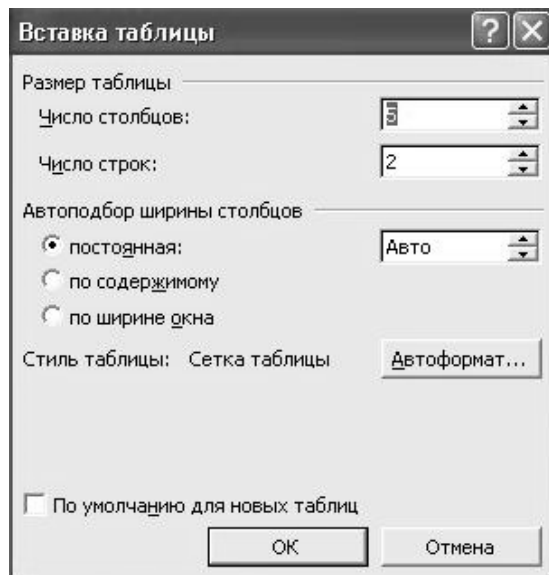 Вставка таблицы
Размер таблицы
Число столбцов: 5
Число строк: 2
Автоподбор ширины столбцов
постоянная: Авто
по содержимому
по ширине окна
Стиль таблицы: Сетка таблицы Автоформат...
По умолчанию для новых таблиц
ОК Отмена